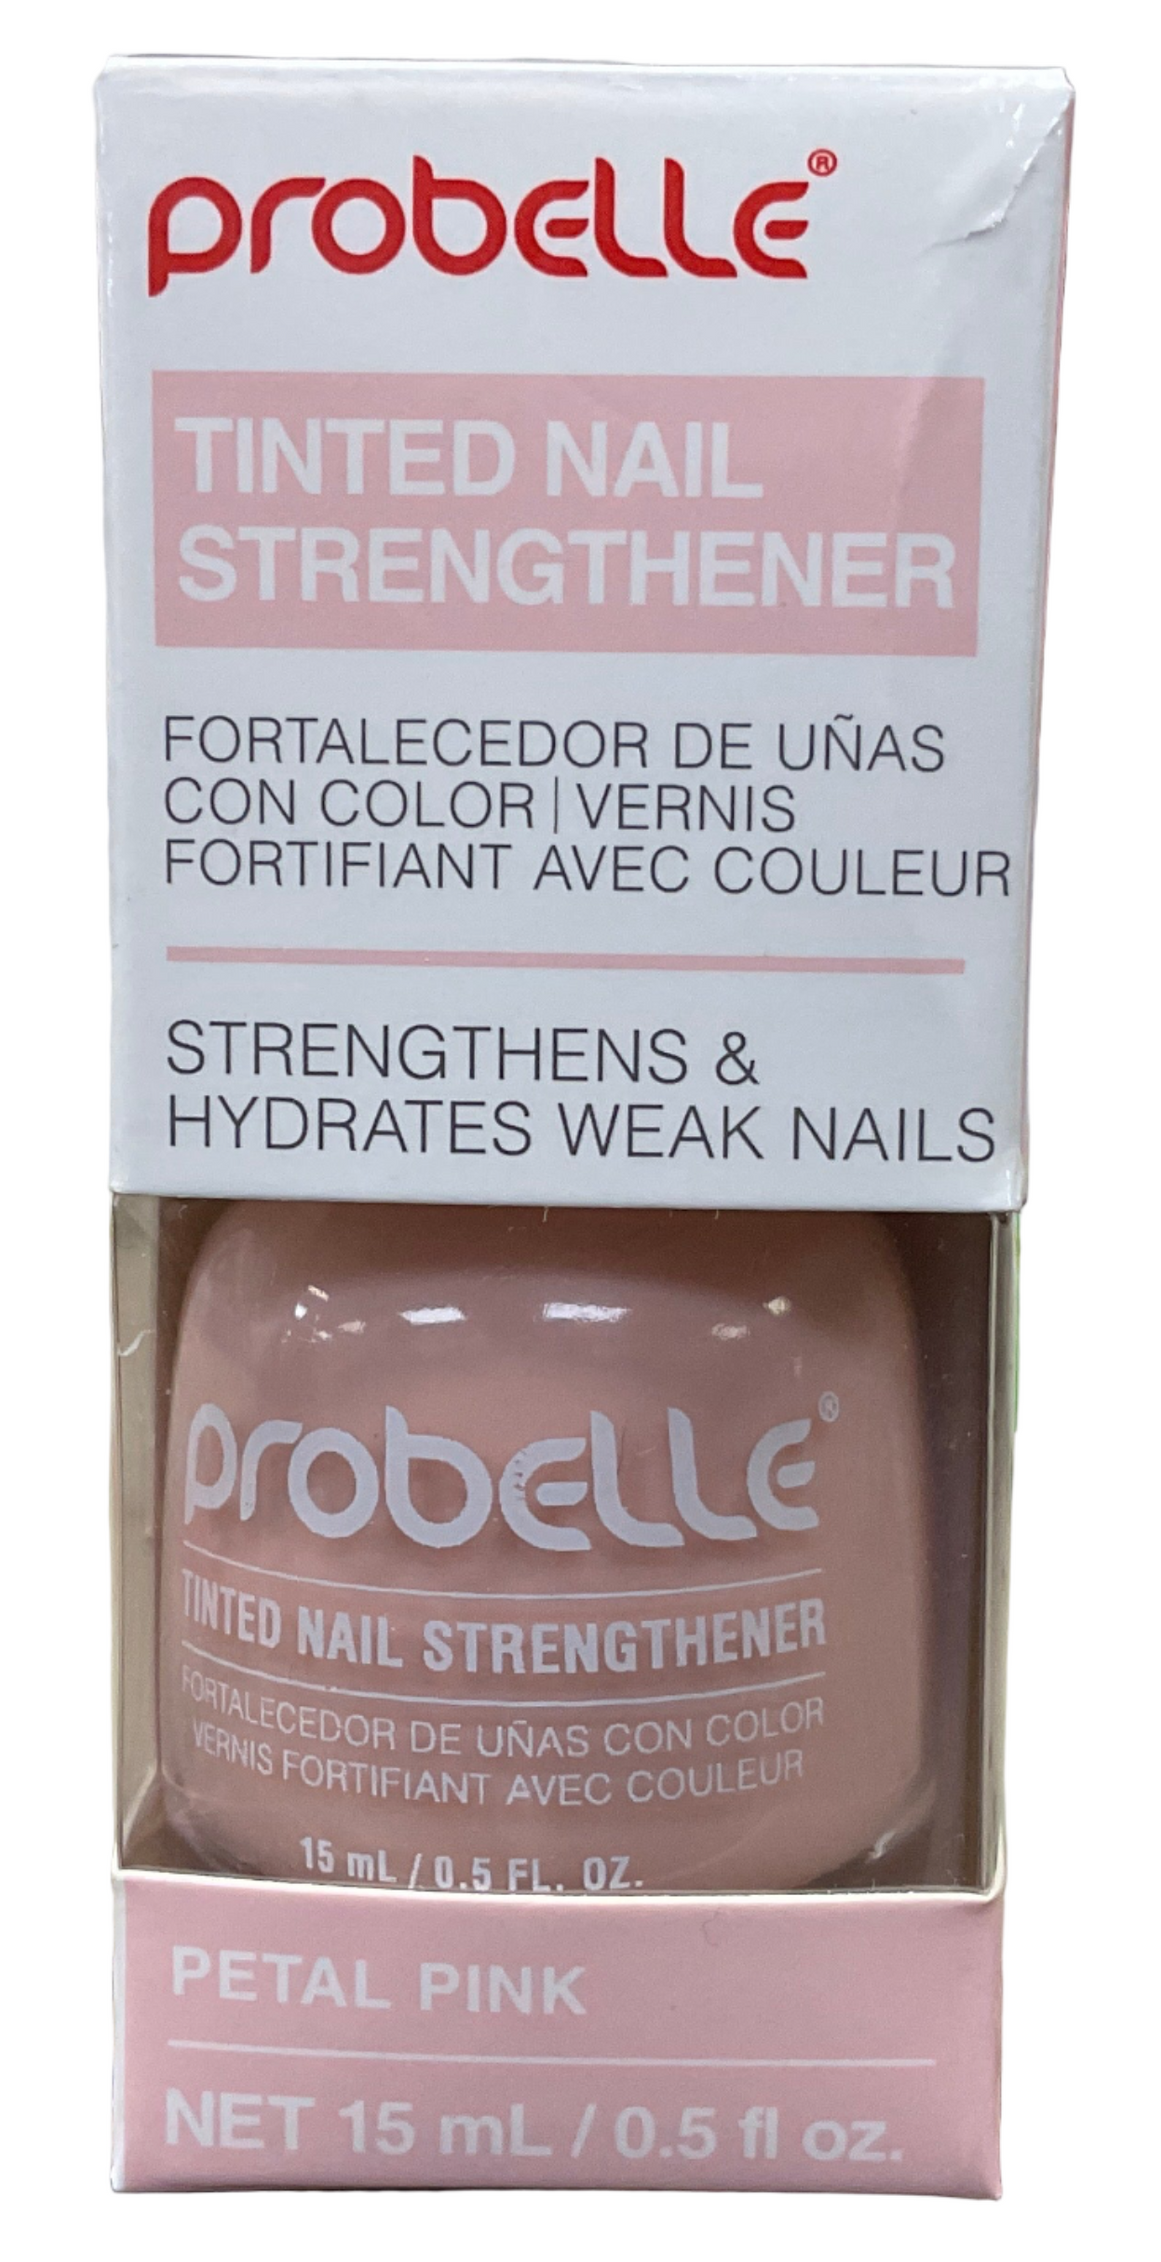 probelle®
TINTED NAIL
STRENGTHENER
FORTALECEDOR DE UÑAS
CON COLOR | VERNIS
FORTIFIANT AVEC COULEUR
STRENGTHENS &
HYDRATES WEAK NAILS
probelle®
TINTED NAIL STRENGTHENER
FORTALECEDOR DE UÑAS CON COLOR
VERNIS FORTIFIANT AVEC COULEUR
15 mL / 0.5 FL. OZ.
PETAL PINK
NET 15 mL / 0.5 fl oz.